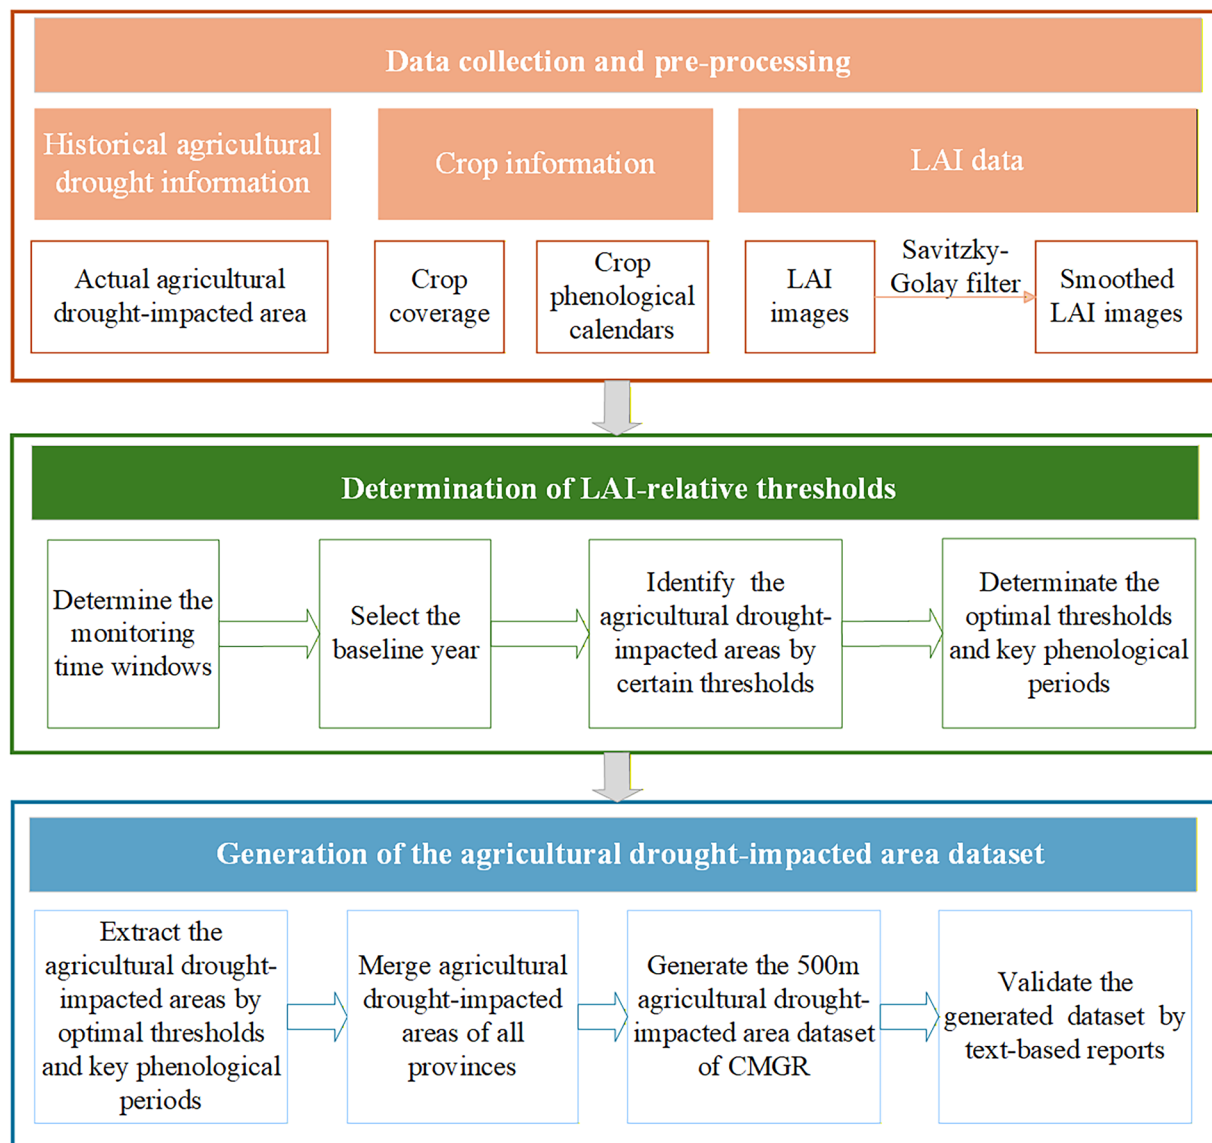 Data collection and pre-processing
Historical agricultural
drought information
Crop information
LAI data
Actual agricultural
drought-impacted area
Crop
coverage
Crop
phenological
calendars
LAI
images
Savitzky-
Golay filter
Smoothed
LAI images
Determination of LAI-relative thresholds
Determine the
monitoring
time windows
Select the
baseline year
Identify the
agricultural drought-
impacted areas by
certain thresholds
Determinate the
optimal thresholds
and key phenological
periods
Generation of the agricultural drought-impacted area dataset
Extract the
agricultural drought-
impacted areas by
optimal thresholds
and key phenological
periods
Merge agricultural
drought-impacted
areas of all
provinces
Generate the 500m
agricultural drought-
impacted area dataset
of CMGR
Validate the
generated dataset by
text-based reports